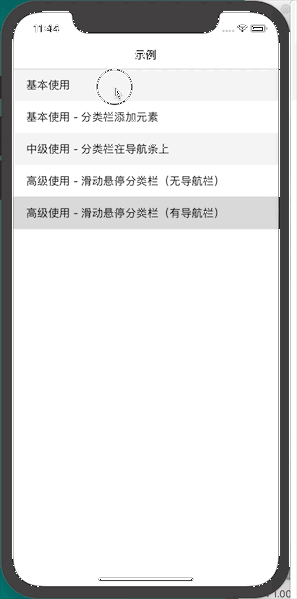 11:44
示例
基本使用
基本使用 - 分类栏添加元素
中级使用 - 分类栏在导航条上
高级使用 - 滑动悬停分类栏（无导航栏）
高级使用 - 滑动悬停分类栏（有导航栏）
1.00